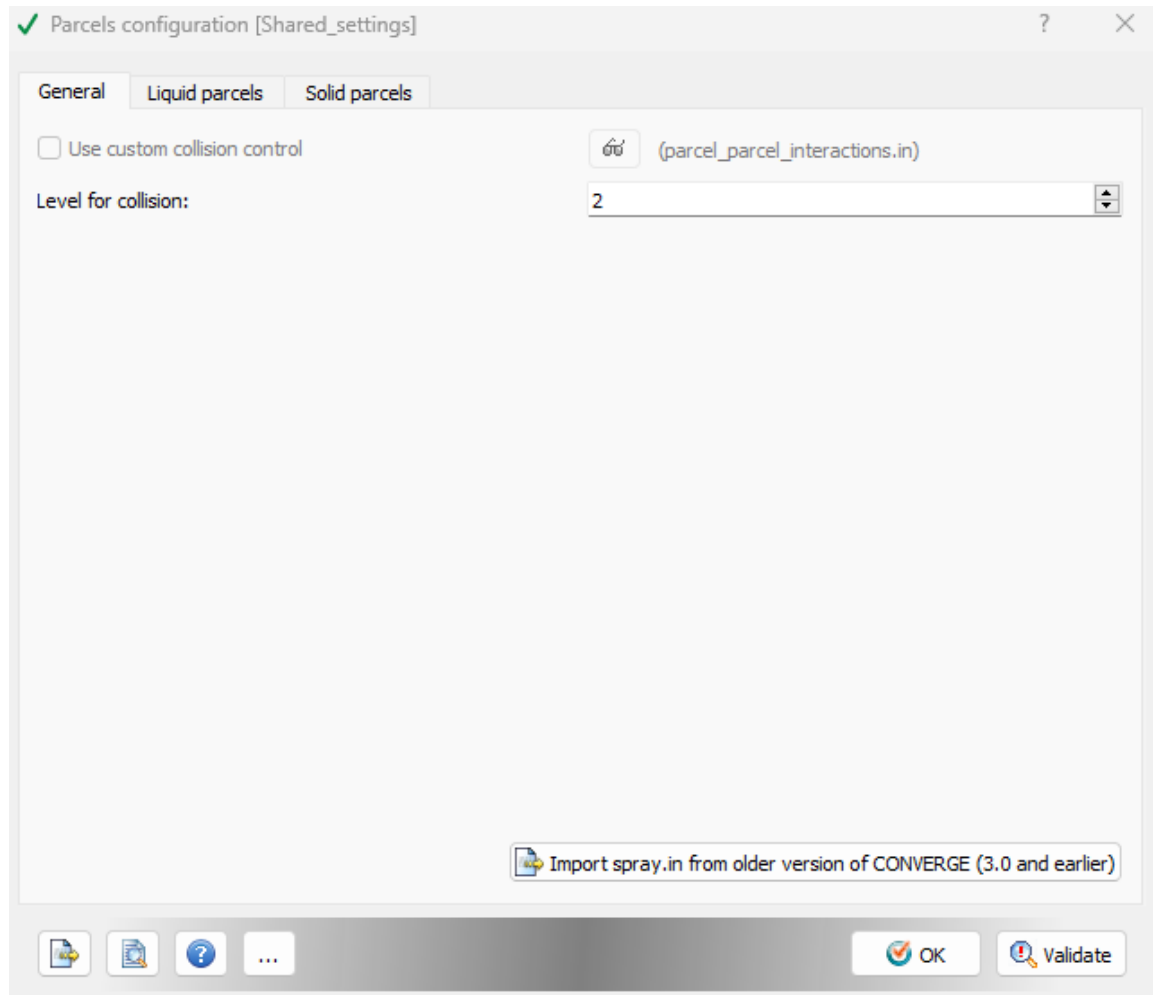 Parcels configuration [Shared_settings]
?
General
Liquid parcels
Solid parcels
Use custom collision control
(parcel_parcel_interactions.in)
Level for collision:
2
Import spray.in from older version of CONVERGE (3.0 and earlier)
...
OK
Validate